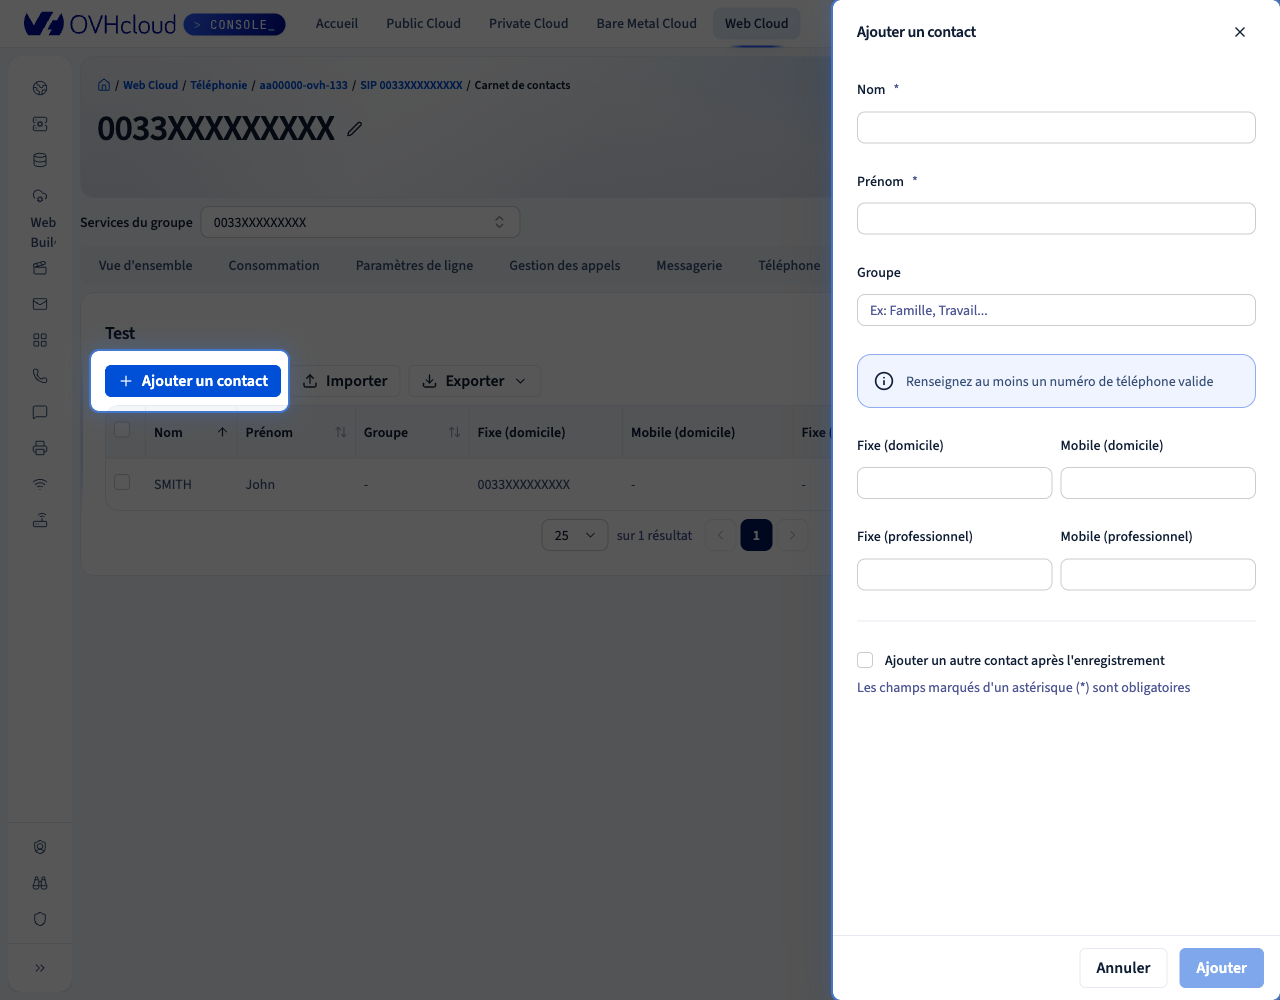 OVHcloud > CONSOLE_
Accueil
Public Cloud
Private Cloud
Bare Metal Cloud
Web Cloud
/ Web Cloud / Téléphonie / aa00000-ovh-133 / SIP 0033XXXXXXXXX / Carnet de contacts
0033XXXXXXXXX
Web
Services du groupe
0033XXXXXXXXX
Vue d'ensemble
Consommation
Paramètres de ligne
Gestion des appels
Messagerie
Téléphone
Test
+ Ajouter un contact
Importer
Exporter
Nom
Prénom
Groupe
Fixe (domicile)
Mobile (domicile)
Fixe (
SMITH
John
-
0033XXXXXXXXX
-
-
25
sur 1 résultat
1
Ajouter un contact
Nom *
Prénom *
Groupe
Ex: Famille, Travail...
Renseignez au moins un numéro de téléphone valide
Fixe (domicile)
Mobile (domicile)
Fixe (professionnel)
Mobile (professionnel)
Ajouter un autre contact après l'enregistrement
Les champs marqués d'un astérisque (*) sont obligatoires
Annuler
Ajouter